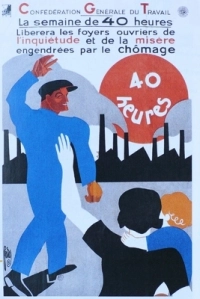 CONFÉDÉRATION GÉNÉRALE DU TRAVAIL
La semaine de 40 heures
Libérera les foyers ouvriers de
l'inquiétude et de la misère
engendrées par le chômage
40
heures